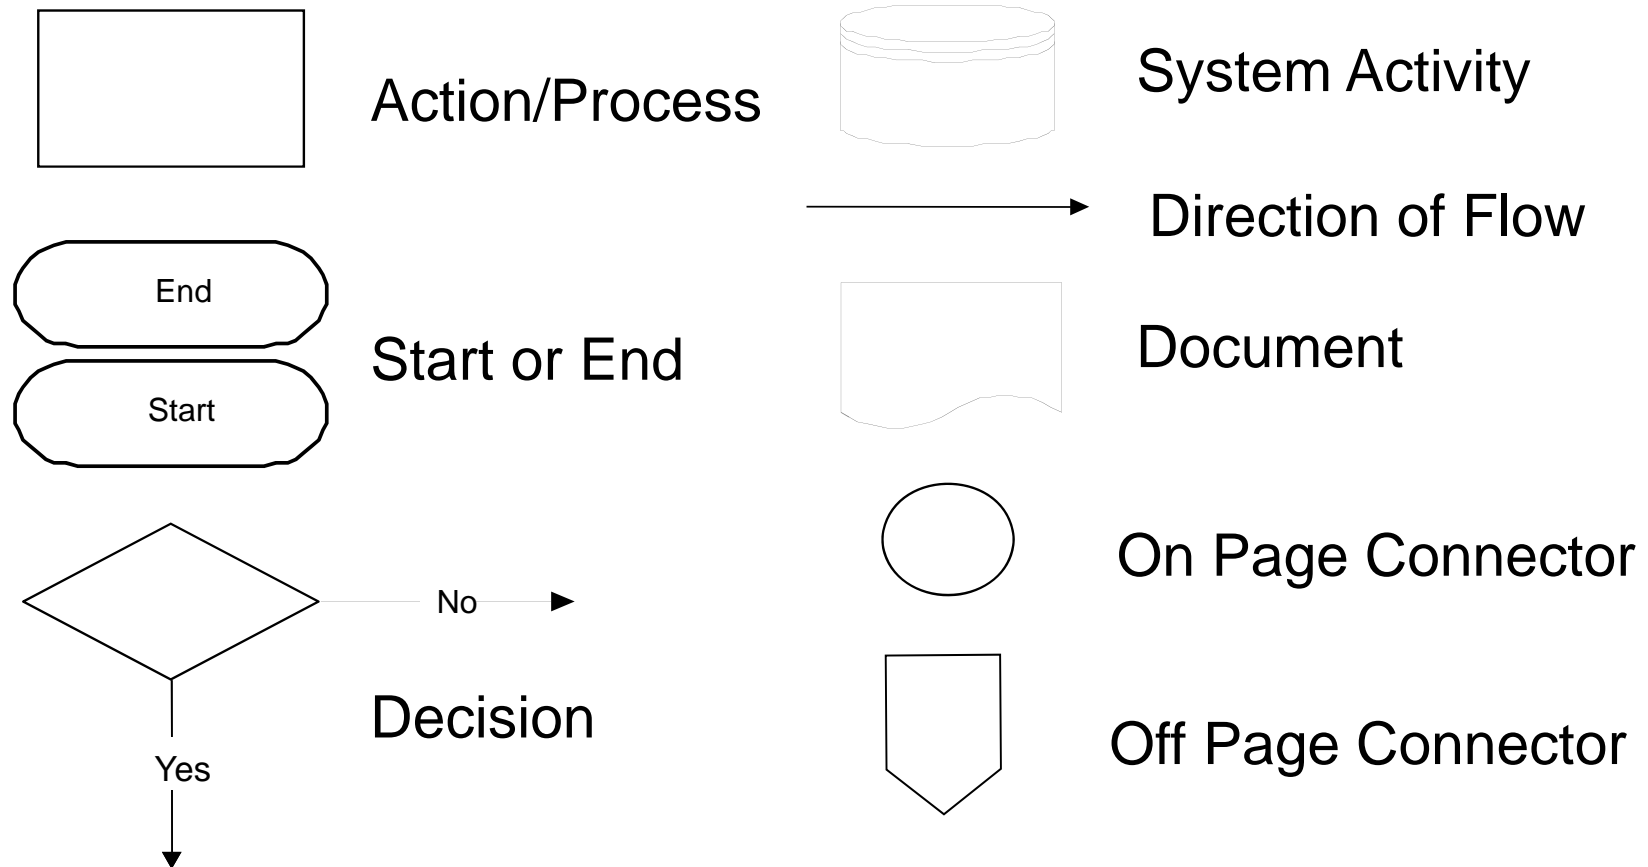 Action/Process
End
Start
Start or End
No
Decision
Yes
System Activity
Direction of Flow
Document
On Page Connector
Off Page Connector